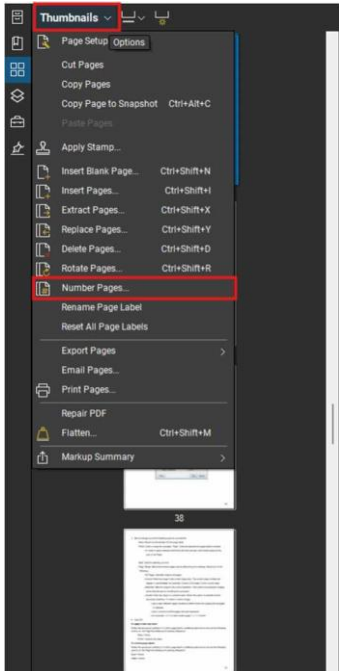 Thumbnails
Page Setup
Options
Cut Pages
Copy Pages
Copy Page to Snapshot Ctrl+Alt+C
Paste Pages
Apply Stamp...
Insert Blank Page... Ctrl+Shift+N
Insert Pages... Ctrl+Shift+I
Extract Pages... Ctrl+Shift+X
Replace Pages... Ctrl+Shift+Y
Delete Pages... Ctrl+Shift+D
Rotate Pages... Ctrl+Shift+R
Number Pages...
Rename Page Label
Reset All Page Labels
Export Pages
Email Pages...
Print Pages...
Repair PDF
Flatten... Ctrl+Shift+M
Markup Summary
38